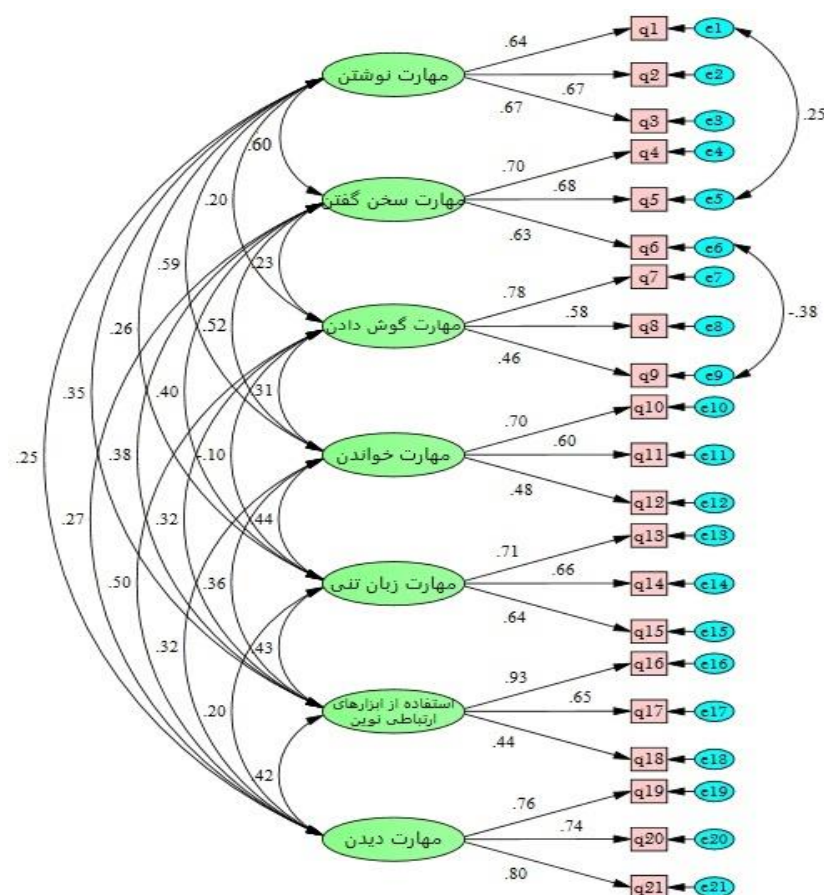 .64
q1
e1
مهارت نوشتن
q2
e2
.67
.67
q3
e3
.25
.60
.70
q4
e4
.68
q5
e5
مهارت سخن گفتن
.20
.63
q6
e6
.59
.23
q7
e7
.78
.58
q8
e8
-.38
مهارت گوش دادن
.26
.52
.46
q9
e9
.35
.40
.31
q10
e10
.70
.60
q11
e11
مهارت خواندن
.25
.38
-.10
.48
q12
e12
.27
.32
.44
q13
e13
.71
.66
q14
e14
مهارت زبان تنی
.50
.36
.64
q15
e15
.32
.43
q16
e16
.93
.65
q17
e17
استفاده از ابزارهای
ارتباطی نوین
.20
.44
q18
e18
.42
q19
e19
.76
.74
q20
e20
مهارت دیدن
.80
q21
e21